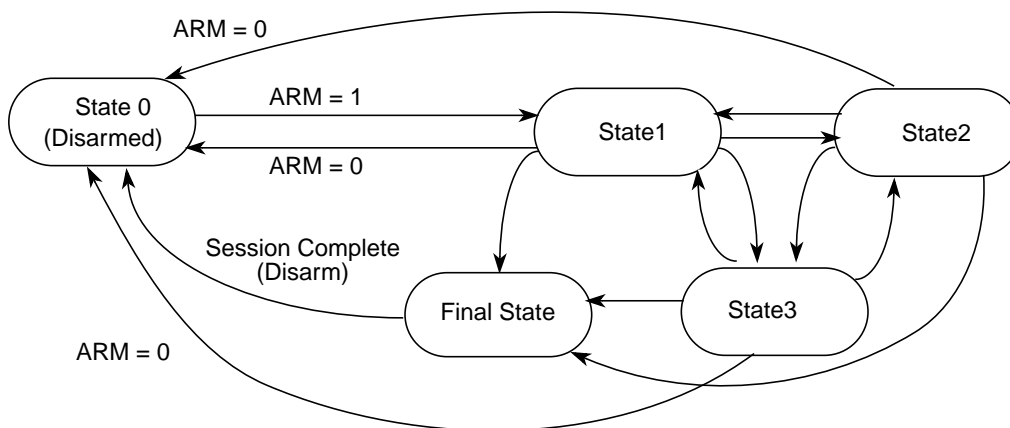 ARM = 0
State 0
(Disarmed)
ARM = 1
State1
State2
ARM = 0
Session Complete
(Disarm)
Final State
State3
ARM = 0